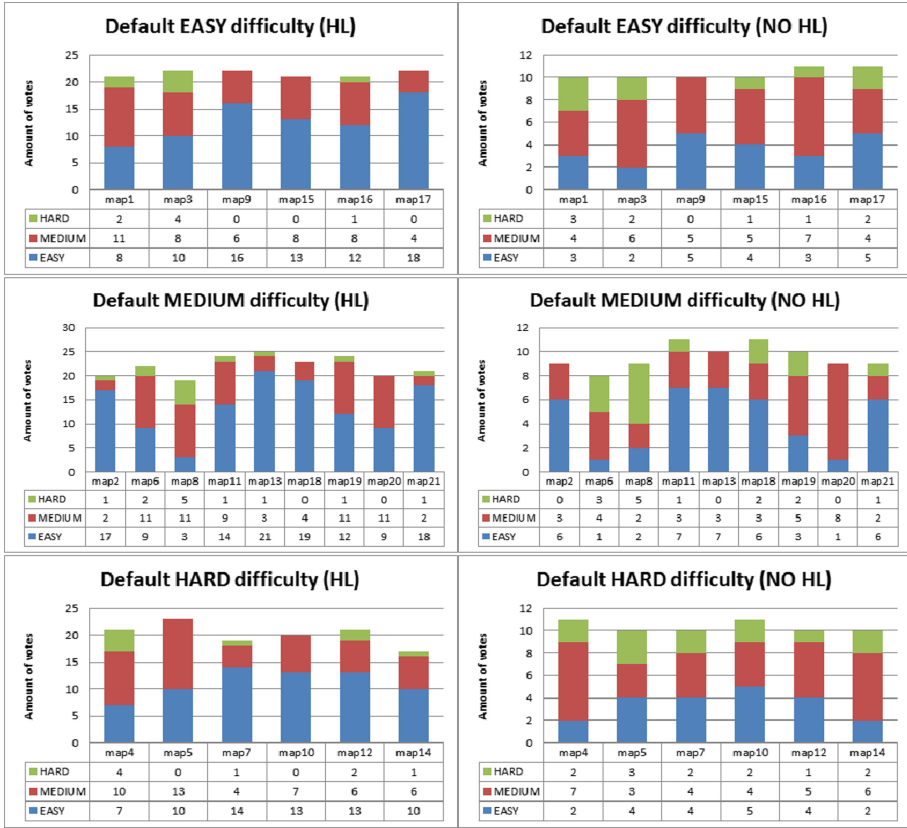 Default EASY difficulty (HL)
Amount of votes
25
20
15
10
5
0
map1 map3 map9 map15 map16 map17
HARD 2 4 0 0 1 0
MEDIUM 11 8 6 8 8 4
EASY 8 10 16 13 12 18
Default EASY difficulty (NO HL)
Amount of votes
12
10
8
6
4
2
0
map1 map3 map9 map15 map16 map17
HARD 3 2 0 1 1 2
MEDIUM 4 6 5 5 7 4
EASY 3 2 5 4 3 5
Default MEDIUM difficulty (HL)
Amount of votes
30
25
20
15
10
5
0
map2 map6 map8 map11 map13 map18 map19 map20 map21
HARD 1 2 5 1 1 0 1 0 1
MEDIUM 2 11 11 9 3 4 11 11 2
EASY 17 9 3 14 21 19 12 9 18
Default MEDIUM difficulty (NO HL)
Amount of votes
12
10
8
6
4
2
0
map2 map6 map8 map11 map13 map18 map19 map20 map21
HARD 0 3 5 1 0 2 2 0 1
MEDIUM 3 4 2 3 3 3 5 8 2
EASY 6 1 2 7 7 6 3 1 6
Default HARD difficulty (HL)
Amount of votes
25
20
15
10
5
0
map4 map5 map7 map10 map12 map14
HARD 4 0 1 0 2 1
MEDIUM 10 13 4 7 6 6
EASY 7 10 14 13 13 10
Default HARD difficulty (NO HL)
Amount of votes
12
10
8
6
4
2
0
map4 map5 map7 map10 map12 map14
HARD 2 3 2 2 1 2
MEDIUM 7 3 4 4 5 6
EASY 2 4 4 5 4 2